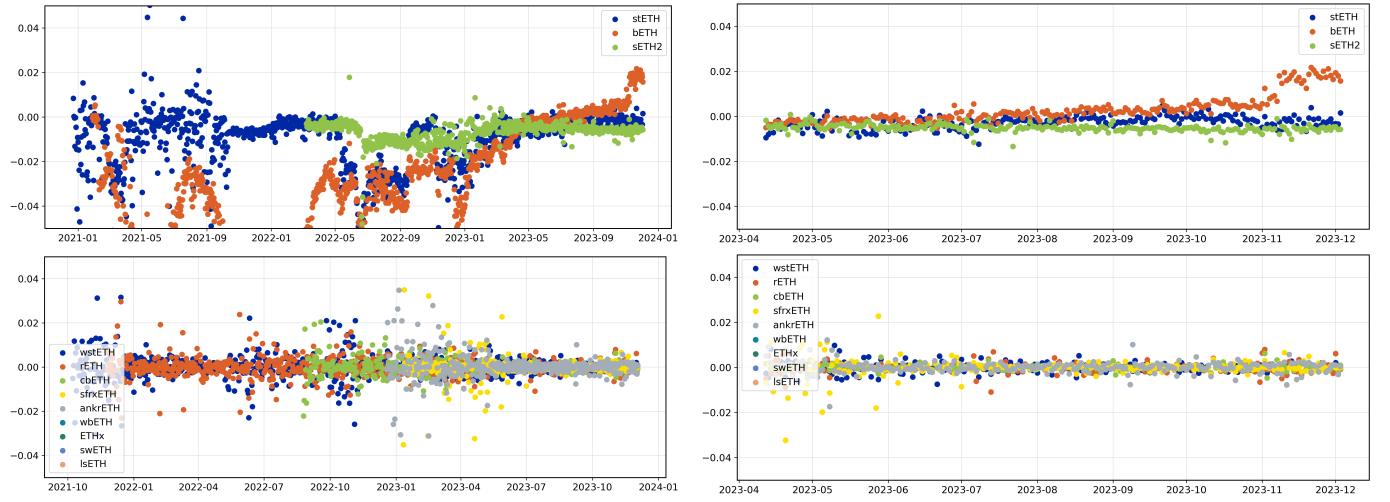 0.04
0.02
0.00
−0.02
−0.04
stETH
bETH
sETH2
2021-01
2021-05
2021-09
2022-01
2022-05
2022-09
2023-01
2023-05
2023-09
2024-01
0.04
0.02
0.00
−0.02
−0.04
stETH
bETH
sETH2
2023-04
2023-05
2023-06
2023-07
2023-08
2023-09
2023-10
2023-11
2023-12
0.04
0.02
0.00
−0.02
−0.04
wstETH
rETH
cbETH
sfrxETH
ankrETH
wbETH
ETHx
swETH
lsETH
2021-10
2022-01
2022-04
2022-07
2022-10
2023-01
2023-04
2023-07
2023-10
2024-01
0.04
0.02
0.00
−0.02
−0.04
wstETH
rETH
cbETH
sfrxETH
ankrETH
wbETH
ETHx
swETH
lsETH
2023-04
2023-05
2023-06
2023-07
2023-08
2023-09
2023-10
2023-11
2023-12